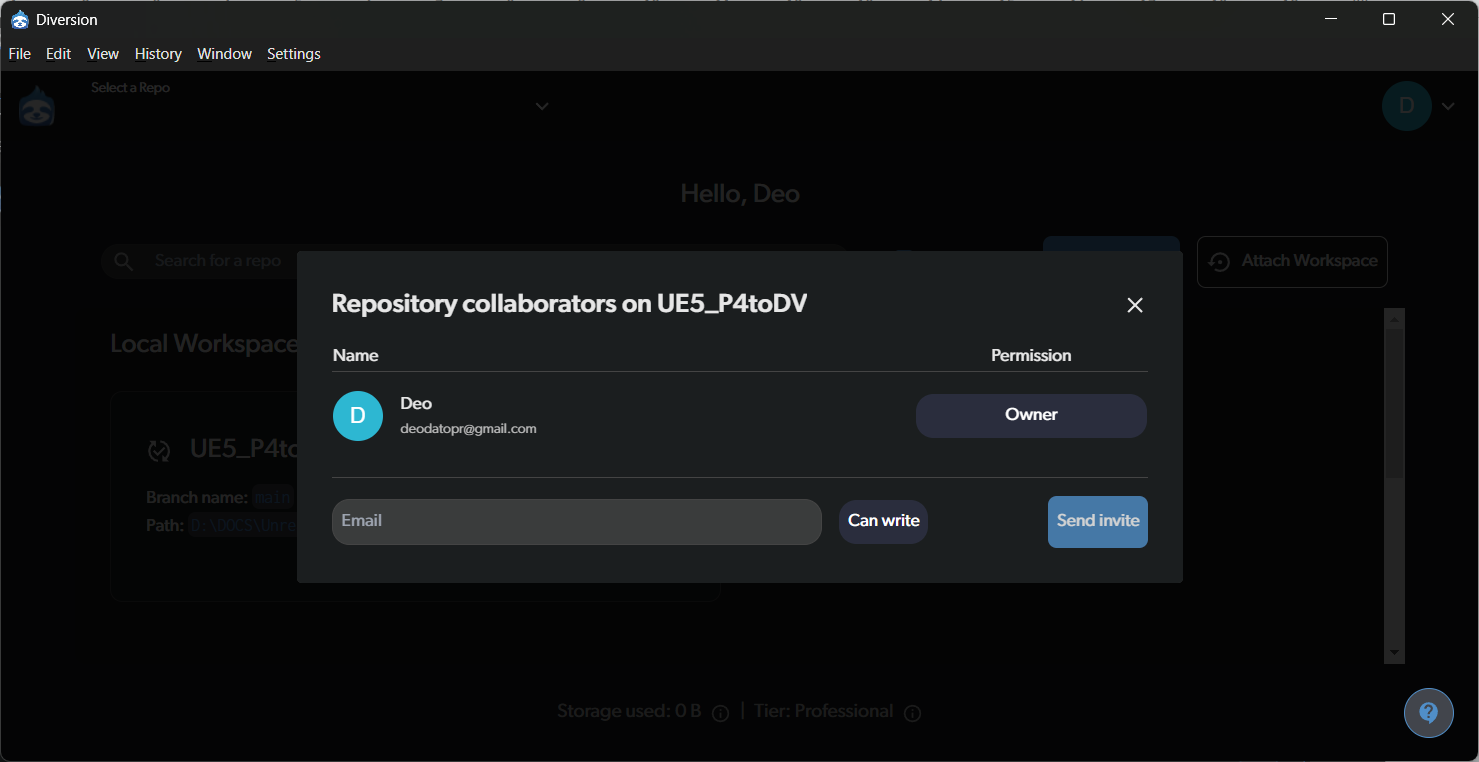 Diversion
File Edit View History Window Settings
Select a Repo
D
Hello, Deo
Search for a repo
Attach Workspace
Repository collaborators on UE5_P4toDV
Local Workspace
Name Permission
D Deo Owner
deodatopr@gmail.com
UE5_P4to
Branch name: main
Path: D:\DOCS\Unre
Email Can write Send invite
Storage used: 0 B | Tier: Professional